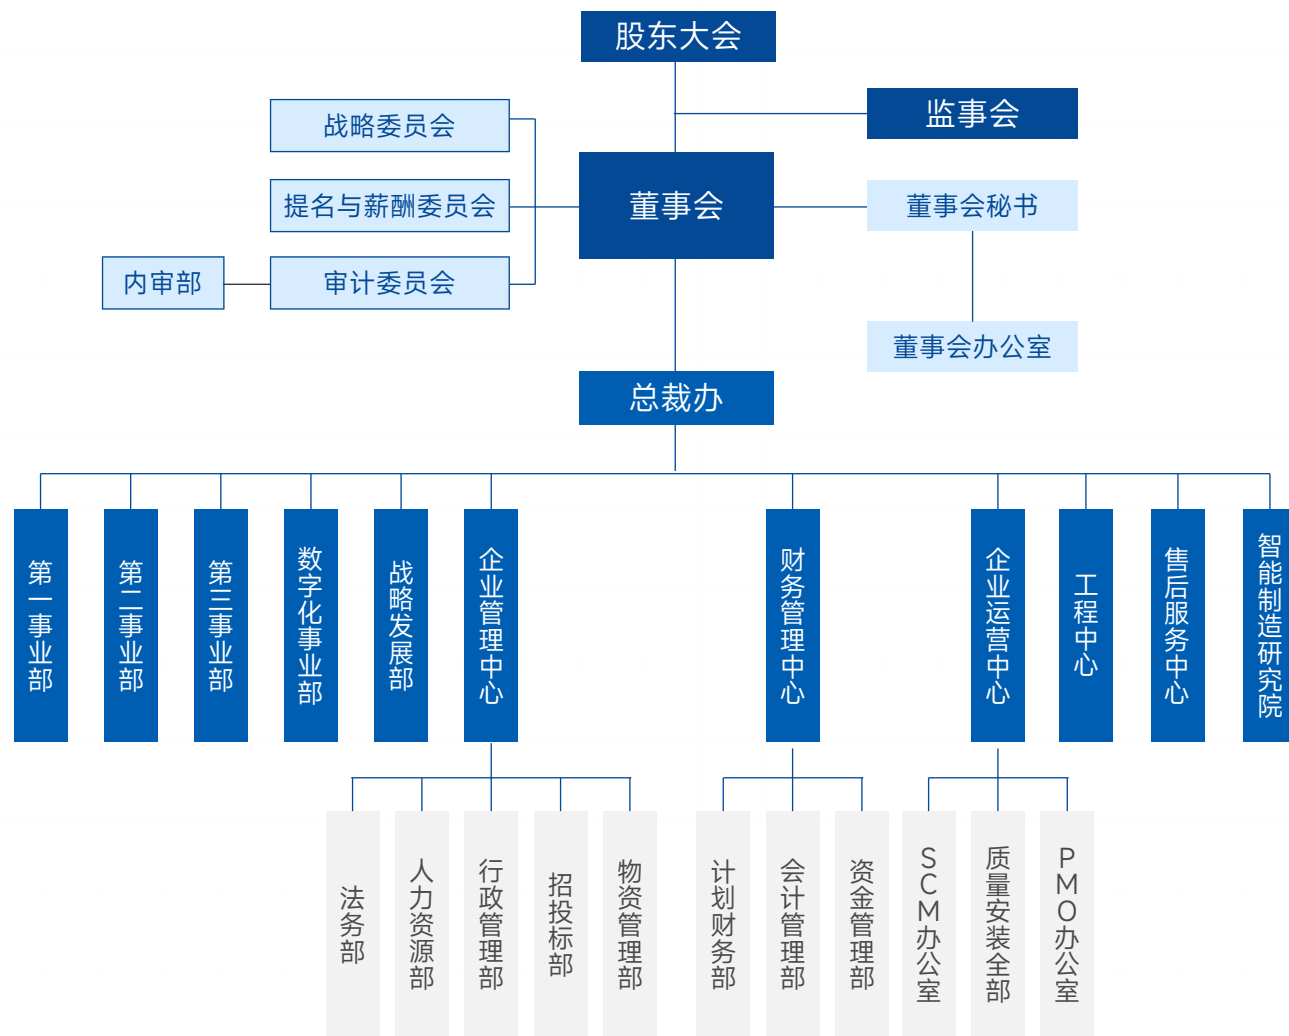 股东大会
监事会
战略委员会
提名与薪酬委员会
董事会
董事会秘书
内审部
审计委员会
董事会办公室
总裁办
第一事业部
第二事业部
第三事业部
数字化事业部
战略发展部
企业管理中心
财务管理中心
企业运营中心
工程中心
售后服务中心
智能制造研究院
法务部
人力资源部
行政管理部
招投标部
物资管理部
计划财务部
会计管理部
资金管理部
SCM办公室
质量安装全部
PMO办公室